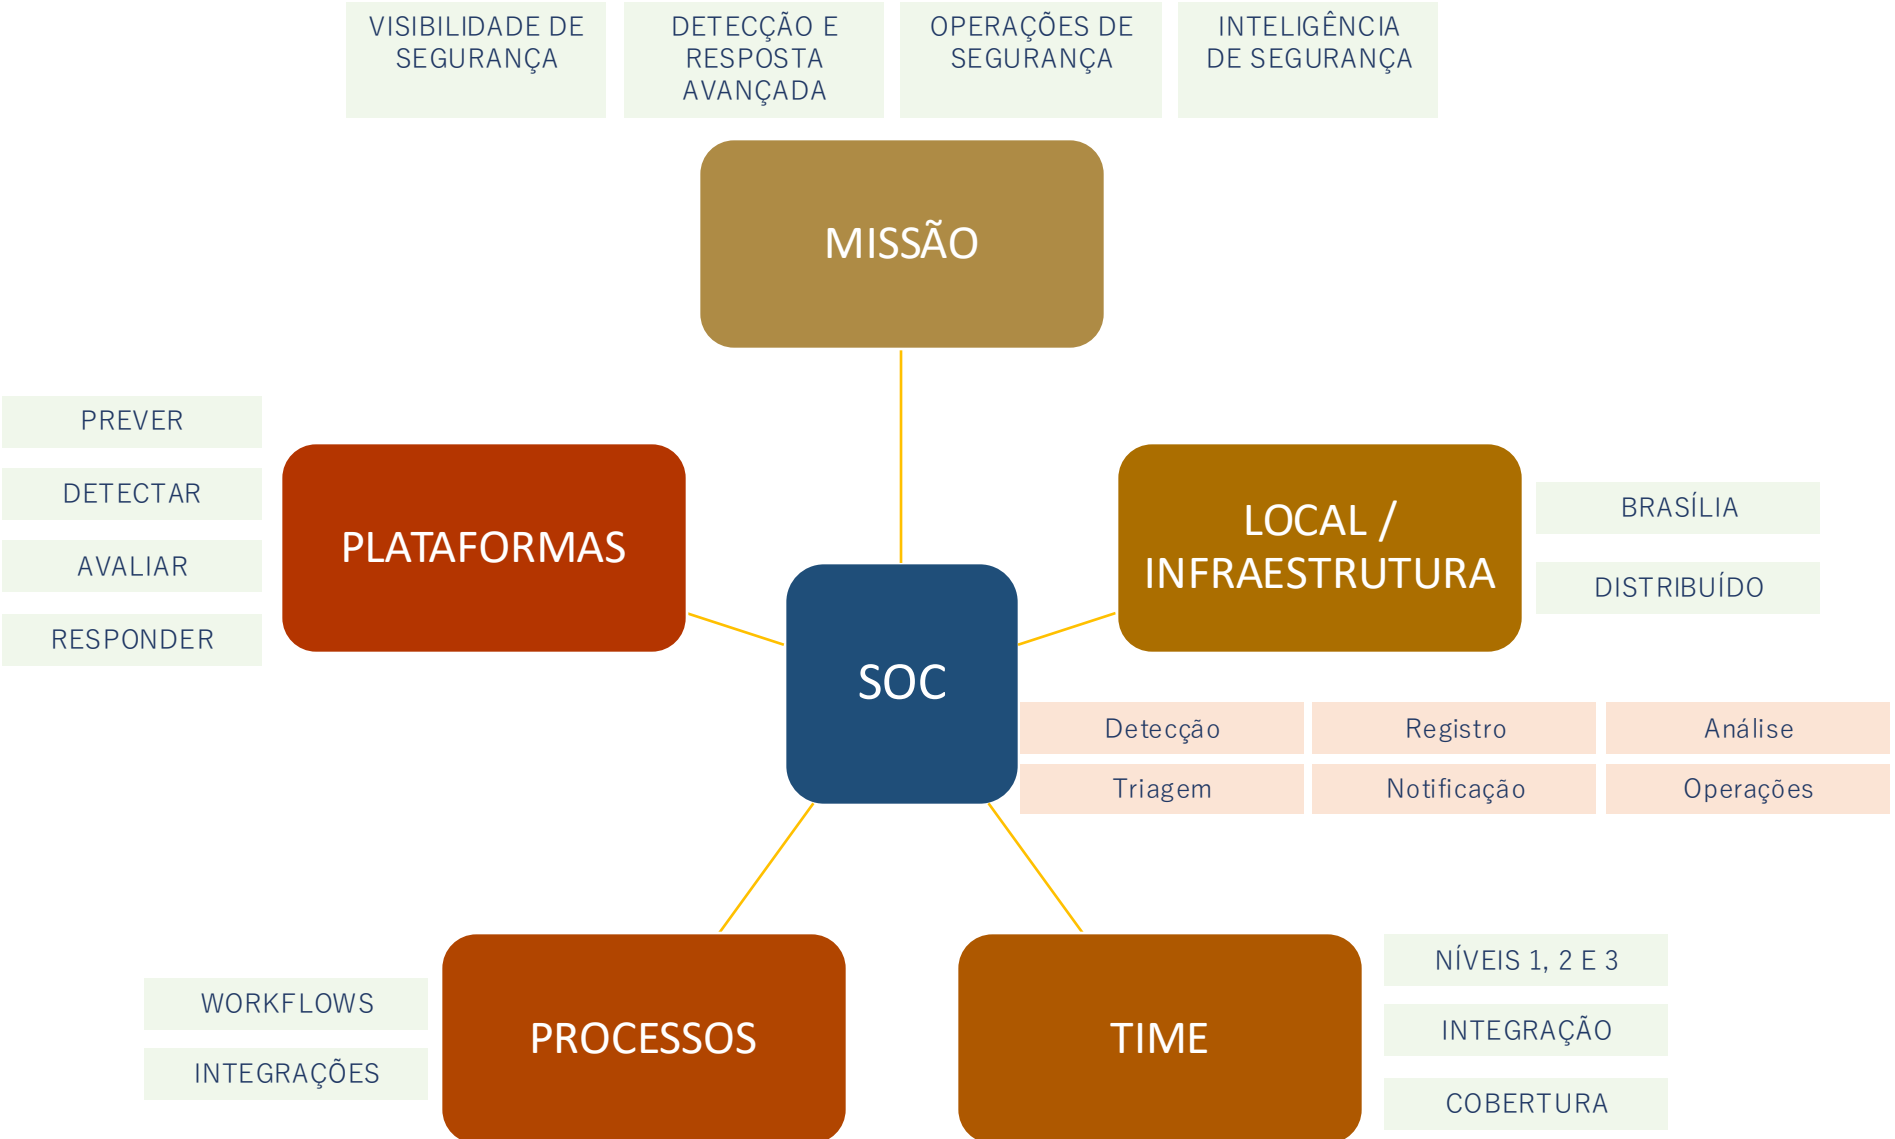 VISIBILIDADE DE
SEGURANÇA
DETECÇÃO E
RESPOSTA
AVANÇADA
OPERAÇÕES DE
SEGURANÇA
INTELIGÊNCIA
DE SEGURANÇA
MISSÃO
PREVER
DETECTAR
AVALIAR
RESPONDER
PLATAFORMAS
LOCAL /
INFRAESTRUTURA
BRASÍLIA
DISTRIBUÍDO
SOC
Detecção
Registro
Análise
Triagem
Notificação
Operações
WORKFLOWS
INTEGRAÇÕES
PROCESSOS
TIME
NÍVEIS 1, 2 E 3
INTEGRAÇÃO
COBERTURA